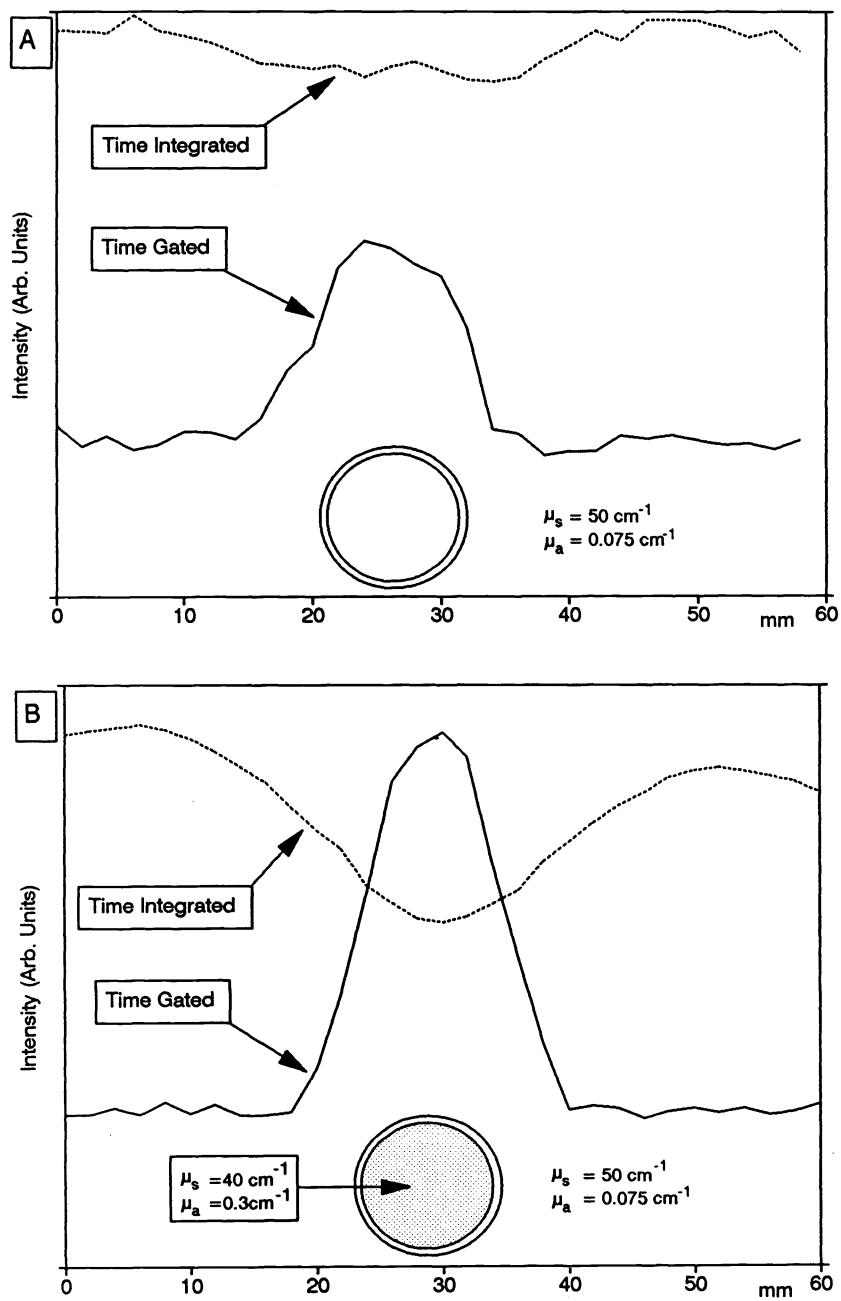 A
Time Integrated
Time Gated
Intensity (Arb. Units)
μs = 50 cm-1
μa = 0.075 cm-1
0 10 20 30 40 50 60
mm
B
Time Integrated
Time Gated
Intensity (Arb. Units)
μs =40 cm-1
μa =0.3cm-1
μs = 50 cm-1
μa = 0.075 cm-1
0 10 20 30 40 50 60
mm